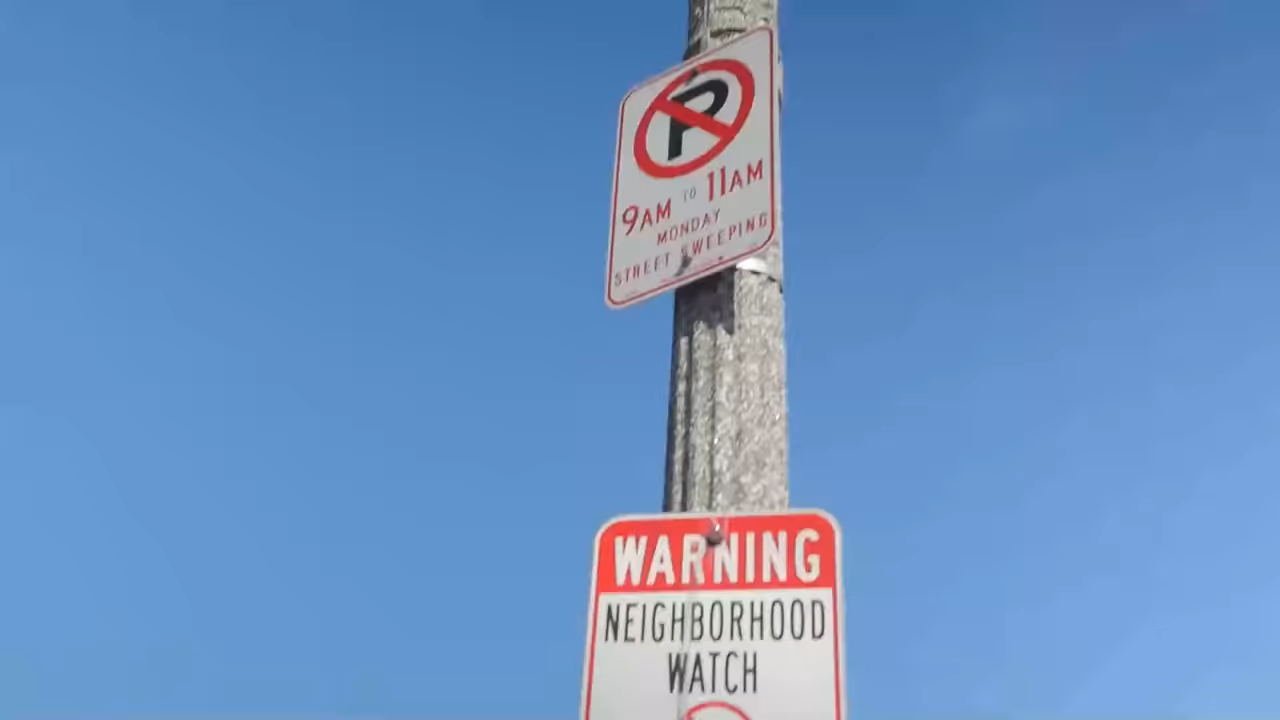 P
9AM TO 11AM
MONDAY
STREET SWEEPING
WARNING
NEIGHBORHOOD
WATCH